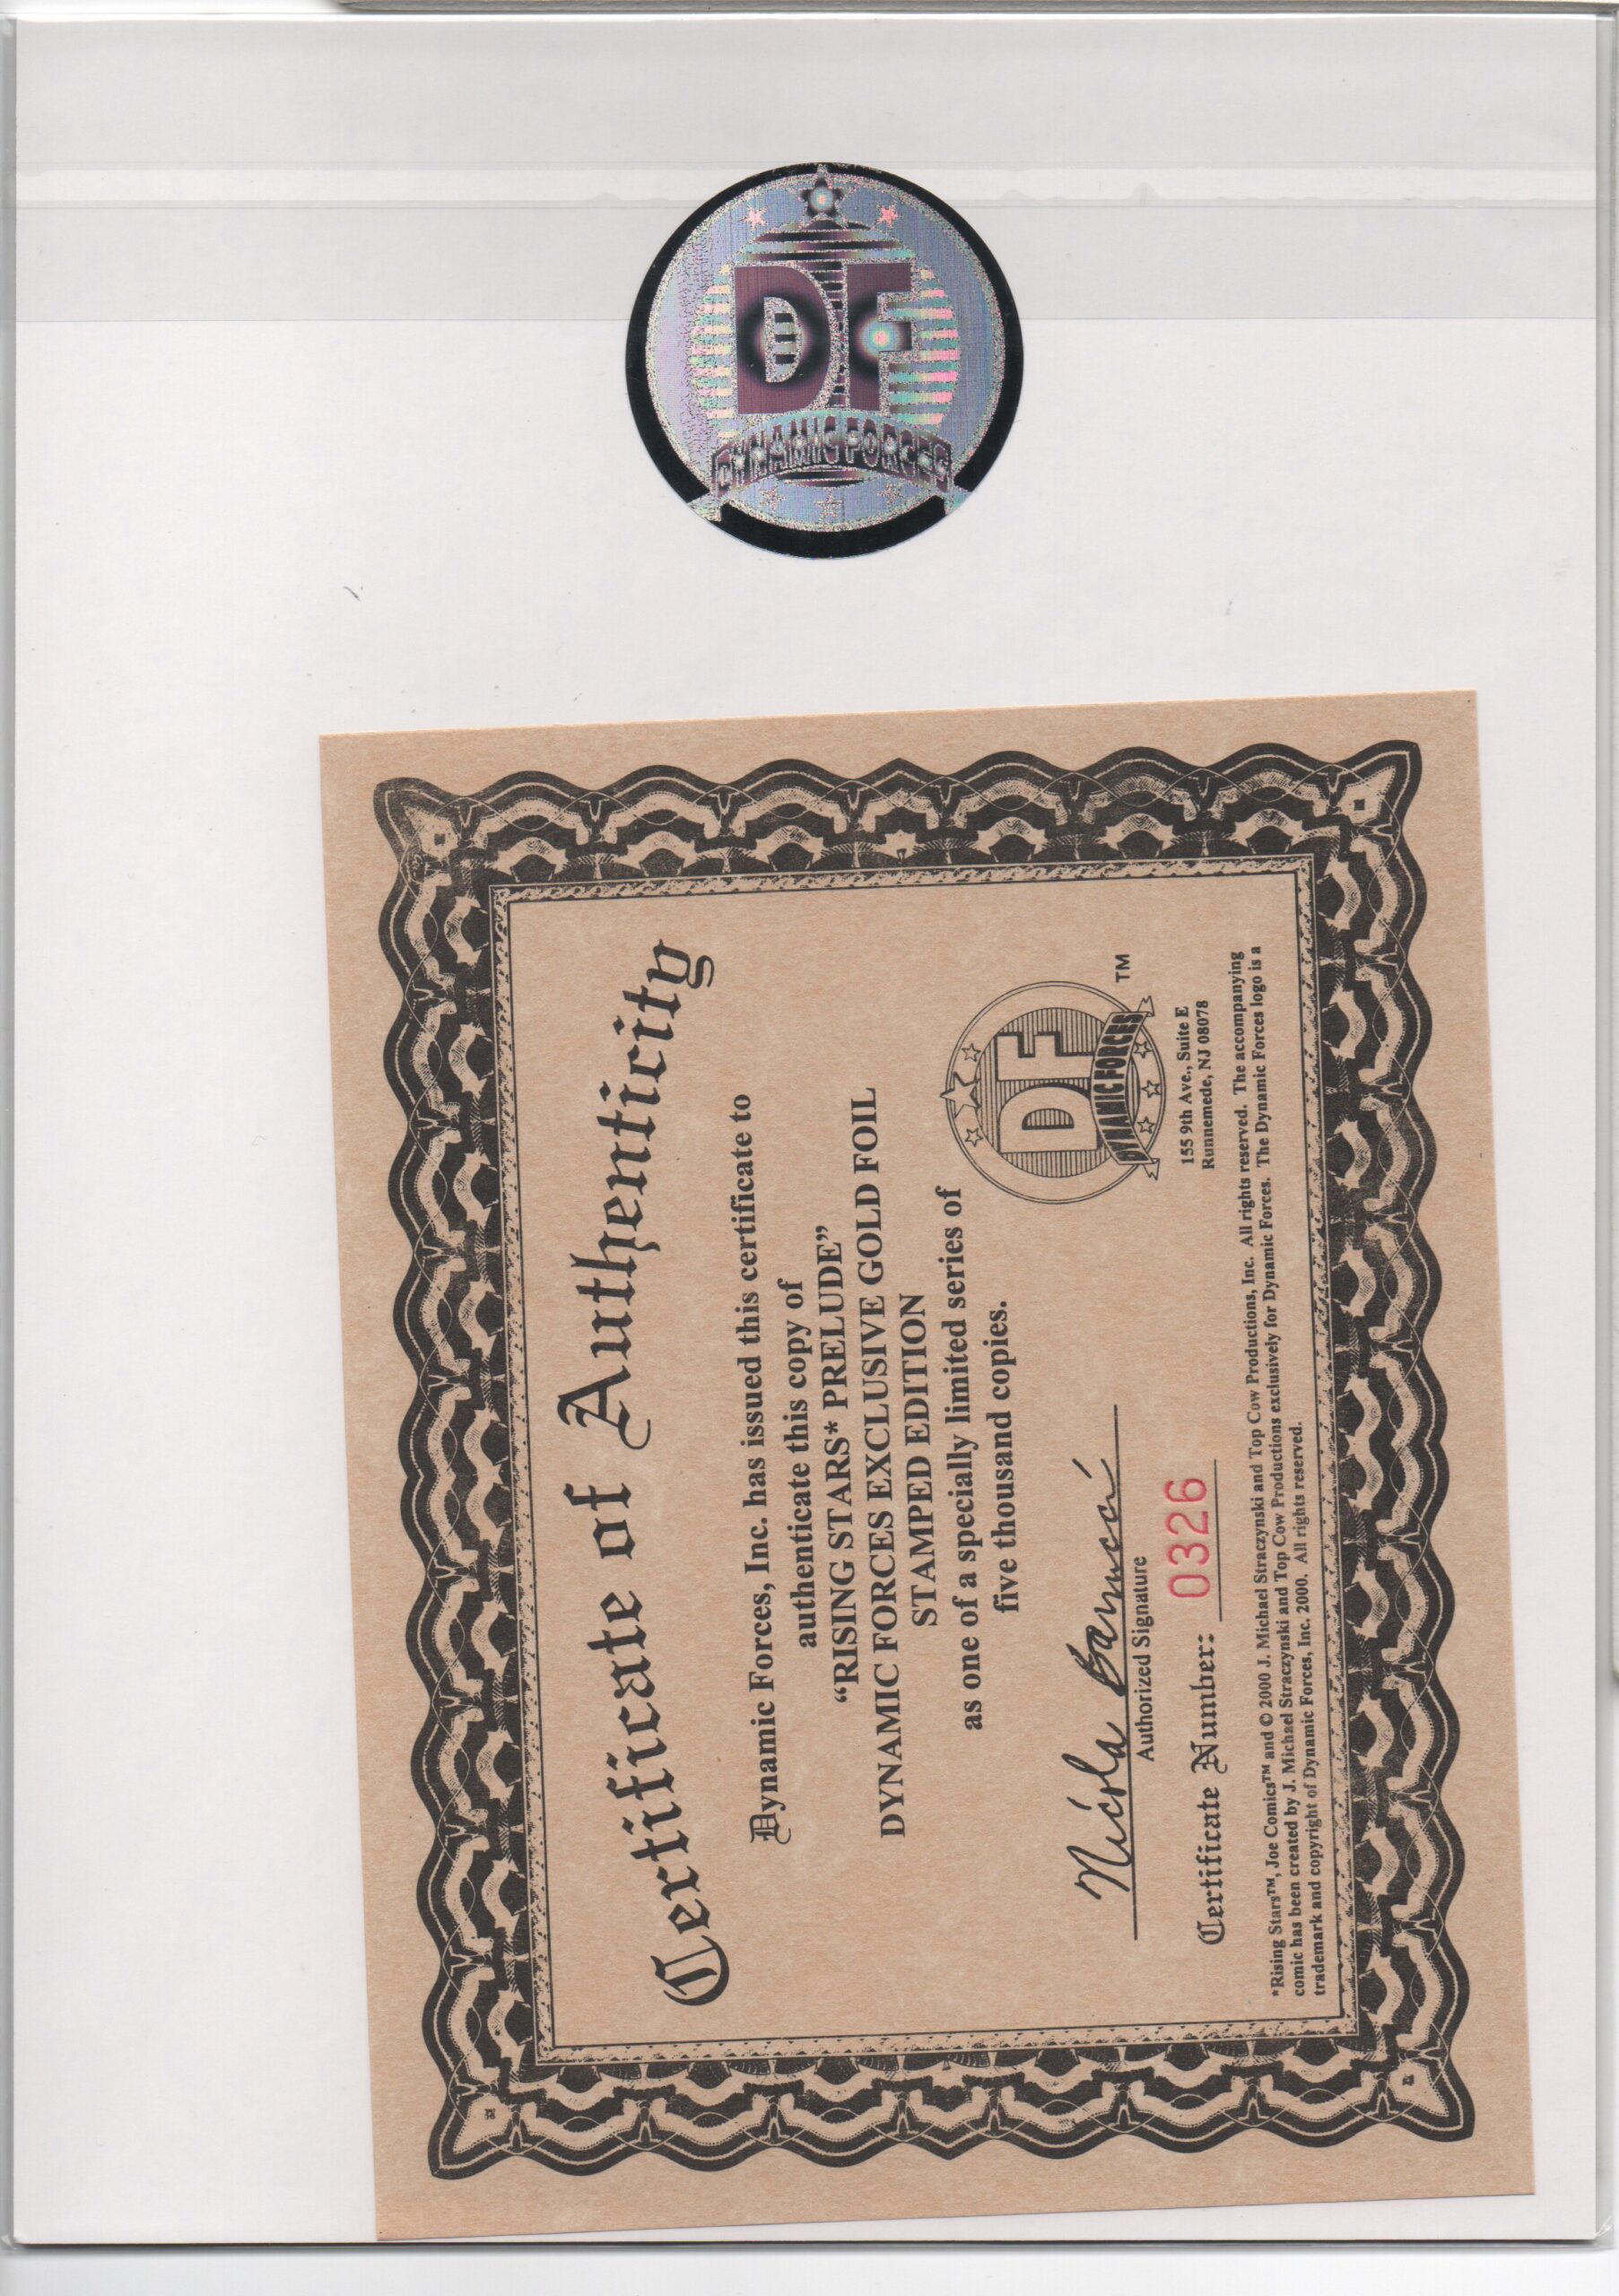 DF
DYNAMIC FORCES
Certificate of Authenticity
Dynamic Forces, Inc. has issued this certificate to
authenticate this copy of
“RISING STARS* PRELUDE”
DYNAMIC FORCES EXCLUSIVE GOLD FOIL
STAMPED EDITION
as one of a specially limited series of
five thousand copies.
DF
DYNAMIC FORCES
TM
155 9th Ave., Suite E
Runnemede, NJ 08078
Nicola Barrucci
Authorized Signature
Certificate Number: 0326
*Rising Stars™, Joe Comics™ and © 2000 J. Michael Straczynski and Top Cow Productions, Inc. All rights reserved. The accompanying
comic has been created by J. Michael Straczynski and Top Cow Productions exclusively for Dynamic Forces. The Dynamic Forces logo is a
trademark and copyright of Dynamic Forces, Inc. 2000. All rights reserved.